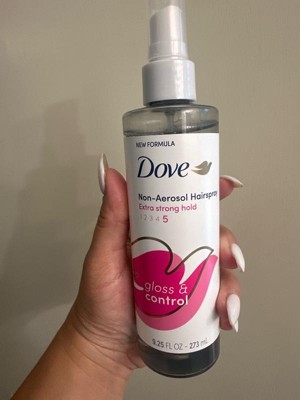 NEW FORMULA
Dove
Non-Aerosol Hairspray
Extra strong hold
1 2 3 4 5
gloss &
control
9.25 FL OZ - 273 mL